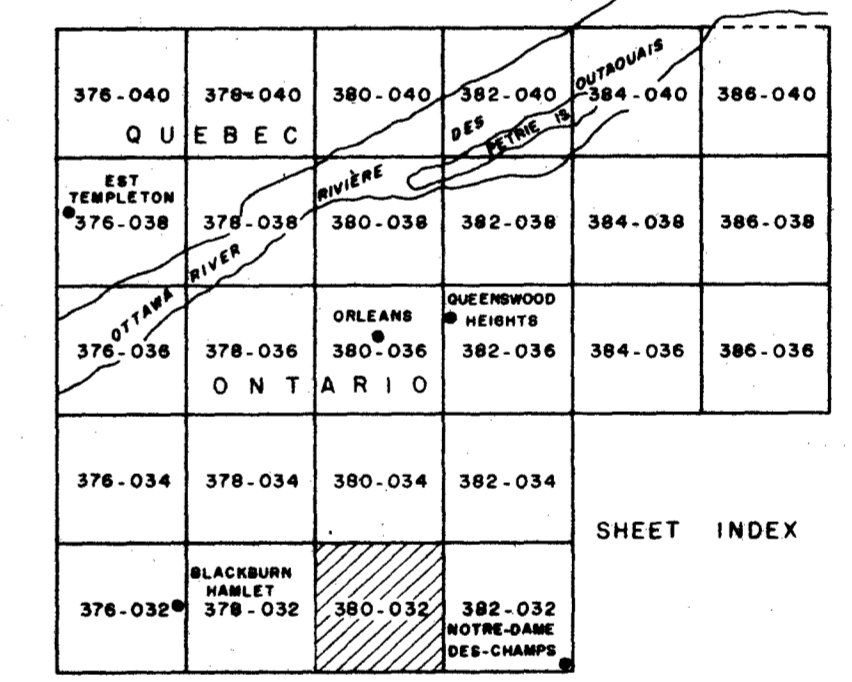 OUTAOUAIS
376-040 378-040 380-040 382-040 384-040 386-040
DES
PETRIE IS.
QUEBEC
RIVIÈRE
EST
TEMPLETON
376-038 378-038 380-038 382-038 384-038 386-038
OTTAWA RIVER
QUEENSWOOD
HEIGHTS
ORLEANS
376-036 378-036 380-036 382-036 384-036 386-036
ONTARIO
376-034 378-034 380-034 382-034
SHEET INDEX
BLACKBURN
HAMLET
376-032 378-032 380-032 382-032
NOTRE-DAME
DES-CHAMPS